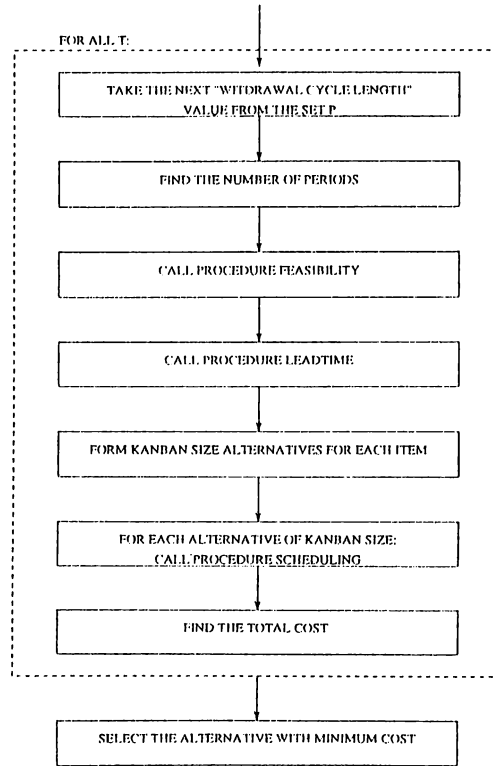 FOR ALL T:
TAKE THE NEXT "WITDRAWAL CYCLE LENGTH"
VALUE FROM THE SET P
FIND THE NUMBER OF PERIODS
CALL PROCEDURE FEASIBILITY
CALL PROCEDURE LEADTIME
FORM KANBAN SIZE ALTERNATIVES FOR EACH ITEM
FOR EACH ALTERNATIVE OF KANBAN SIZE:
CALL PROCEDURE SCHEDULING
FIND THE TOTAL COST
SELECT THE ALTERNATIVE WITH MINIMUM COST